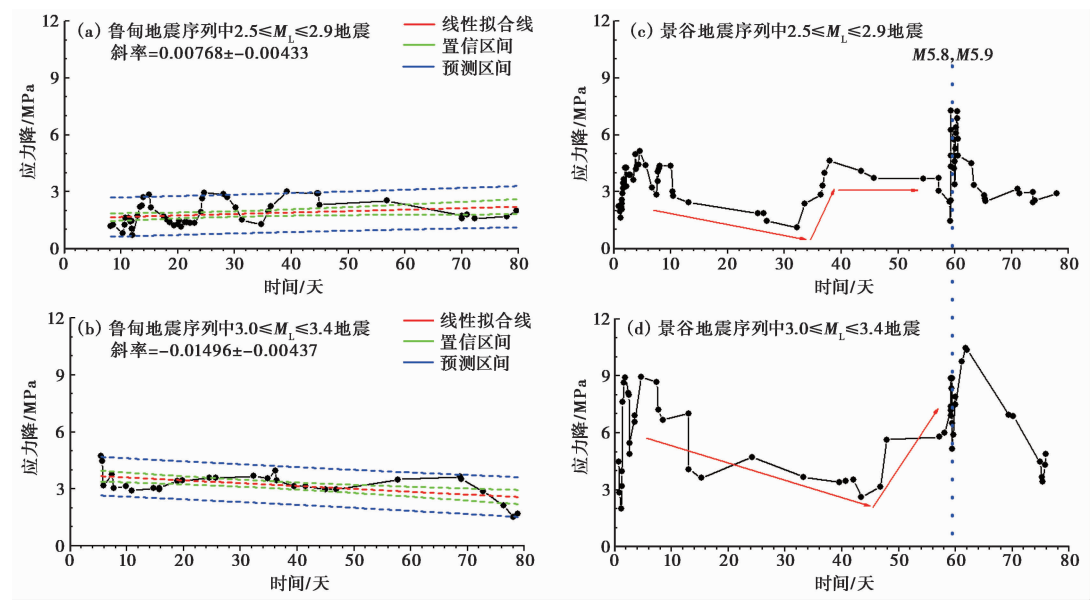 (a) 鲁甸地震序列中2.5≤ML≤2.9地震
斜率=0.00768±-0.00433
线性拟合线
置信区间
预测区间
应力降/MPa
12
9
6
3
0
0 10 20 30 40 50 60 70 80
时间/天
(c) 景谷地震序列中2.5≤ML≤2.9地震
M5.8,M5.9
应力降/MPa
12
9
6
3
0
0 10 20 30 40 50 60 70 80
时间/天
(b) 鲁甸地震序列中3.0≤ML≤3.4地震
斜率=-0.01496±-0.00437
线性拟合线
置信区间
预测区间
应力降/MPa
12
9
6
3
0
0 10 20 30 40 50 60 70 80
时间/天
(d) 景谷地震序列中3.0≤ML≤3.4地震
应力降/MPa
12
9
6
3
0
0 10 20 30 40 50 60 70 80
时间/天